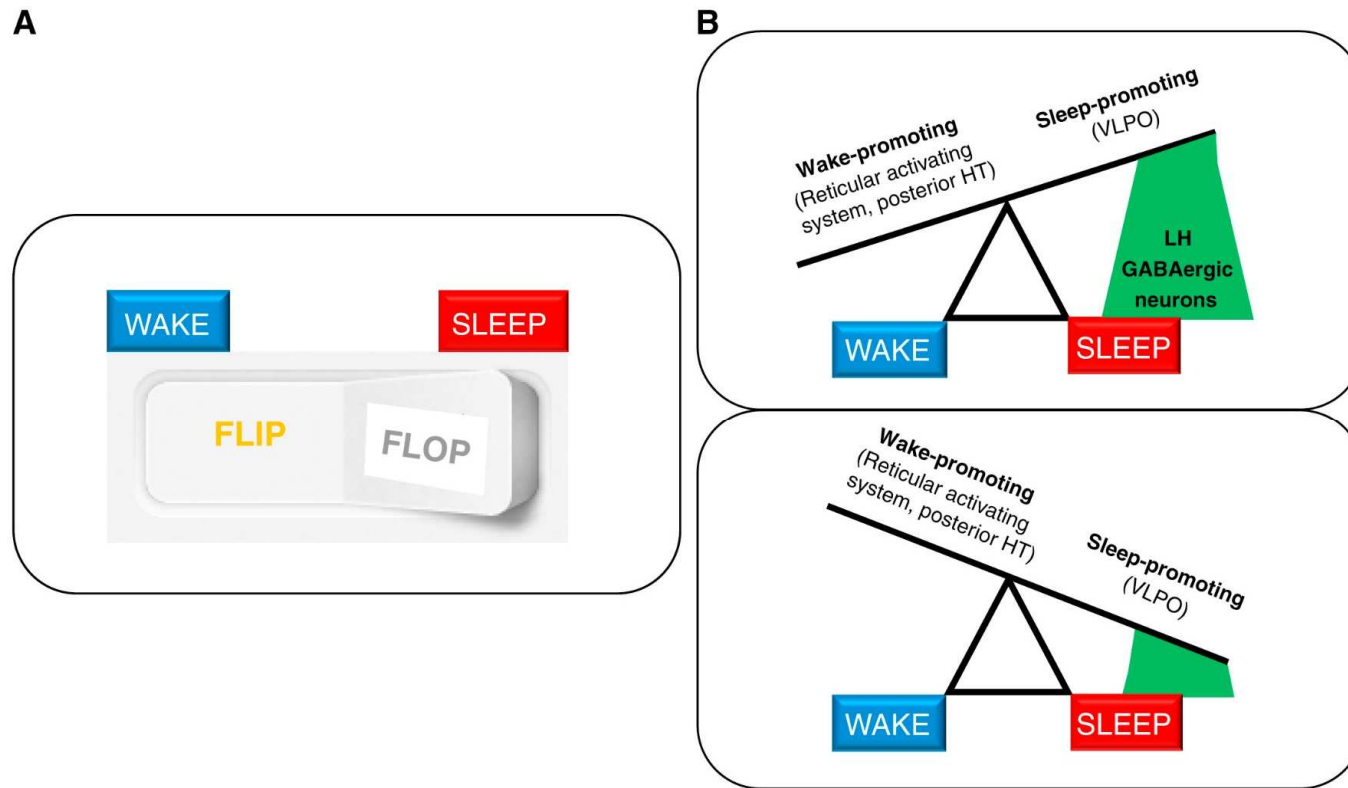 A
WAKE
SLEEP
FLIP
FLOP
B
Wake-promoting
(Reticular activating
system, posterior HT)
Sleep-promoting
(VLPO)
LH
GABAergic
neurons
WAKE
SLEEP
Wake-promoting
(Reticular activating
system, posterior HT)
Sleep-promoting
(VLPO)
WAKE
SLEEP